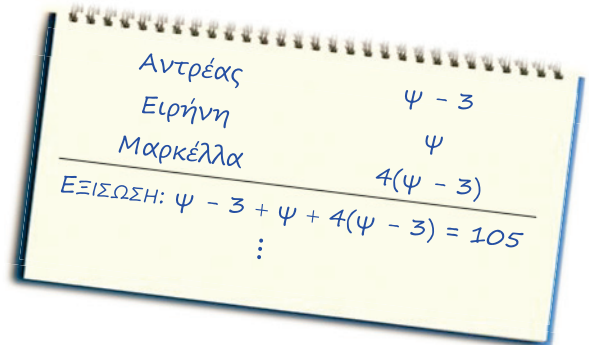 Αντρέας ψ - 3
Ειρήνη ψ
Μαρκέλλα 4(ψ - 3)
ΕΞΙΣΩΣΗ: ψ - 3 + ψ + 4(ψ - 3) = 105
⋮